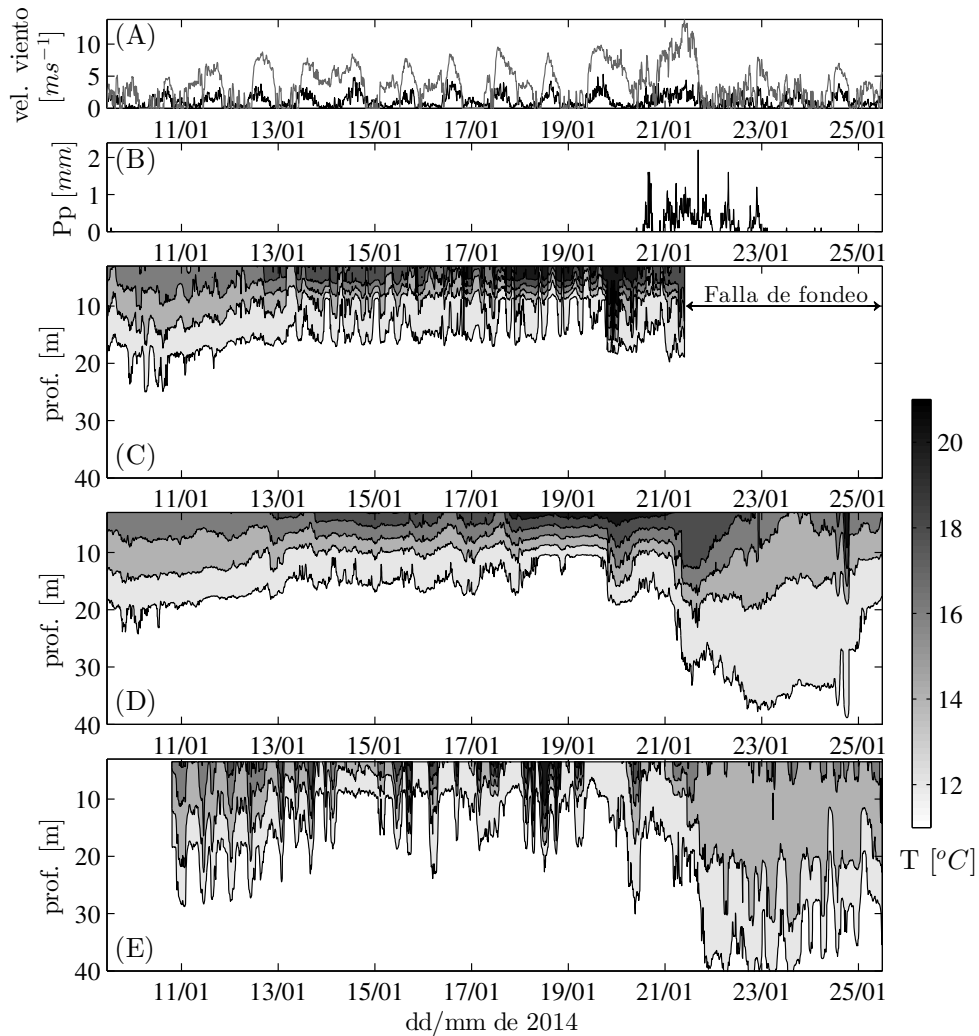 (A)
vel. viento
[ms⁻¹]
10
5
0
11/01 13/01 15/01 17/01 19/01 21/01 23/01 25/01
(B)
Pp [mm]
2
1
0
11/01 13/01 15/01 17/01 19/01 21/01 23/01 25/01
Falla de fondeo
prof. [m]
10
20
30
40
(C)
11/01 13/01 15/01 17/01 19/01 21/01 23/01 25/01
prof. [m]
10
20
30
40
(D)
11/01 13/01 15/01 17/01 19/01 21/01 23/01 25/01
prof. [m]
10
20
30
40
(E)
11/01 13/01 15/01 17/01 19/01 21/01 23/01 25/01
dd/mm de 2014
20
18
16
14
12
T [°C]